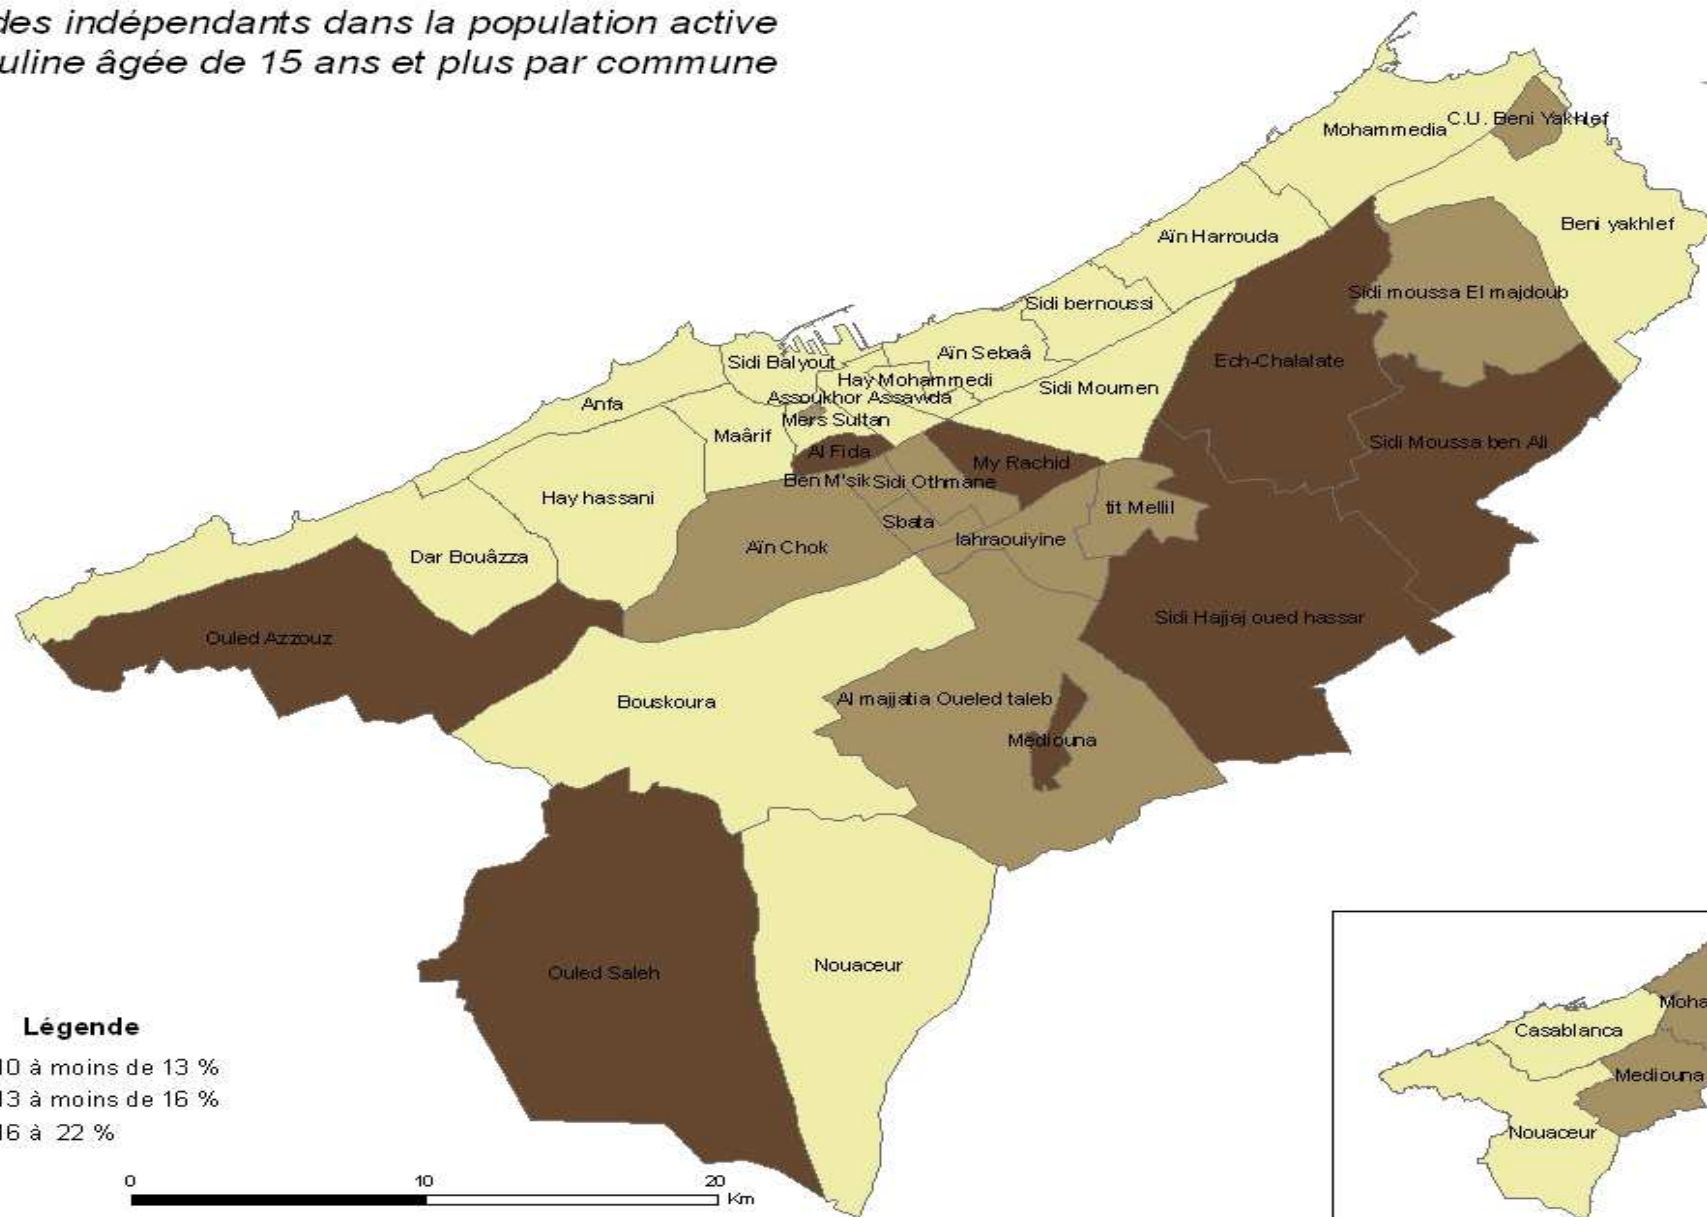 des indépendants dans la population active
uline âgée de 15 ans et plus par commune
Mohammedia
C.U. Beni Yakhlef
Beni yakhlef
Aïn Harrouda
Sidi moussa El majdoub
Sidi bernoussi
Aïn Sebaâ
Ech-Chalalate
Sidi Balyout
Hay Mohammedi
Sidi Moumen
Assoukhor Assawda
Anfa
Mers Sultan
Maârif
Sidi Moussa ben Ali
Al Fida
My Rachid
Ben M'sik
Sidi Othmane
Hay hassani
tit Mellil
Sbata
lahraouiyine
Aïn Chok
Dar Bouâzza
Sidi Hajjaj oued hassar
Ouled Azzouz
Bouskoura
Al majjatia Oueled taleb
Mediouna
Nouaceur
Ouled Saleh
Légende
10 à moins de 13 %
13 à moins de 16 %
16 à 22 %
0 10 20 Km
Moha
Casablanca
Mediouna
Nouaceur